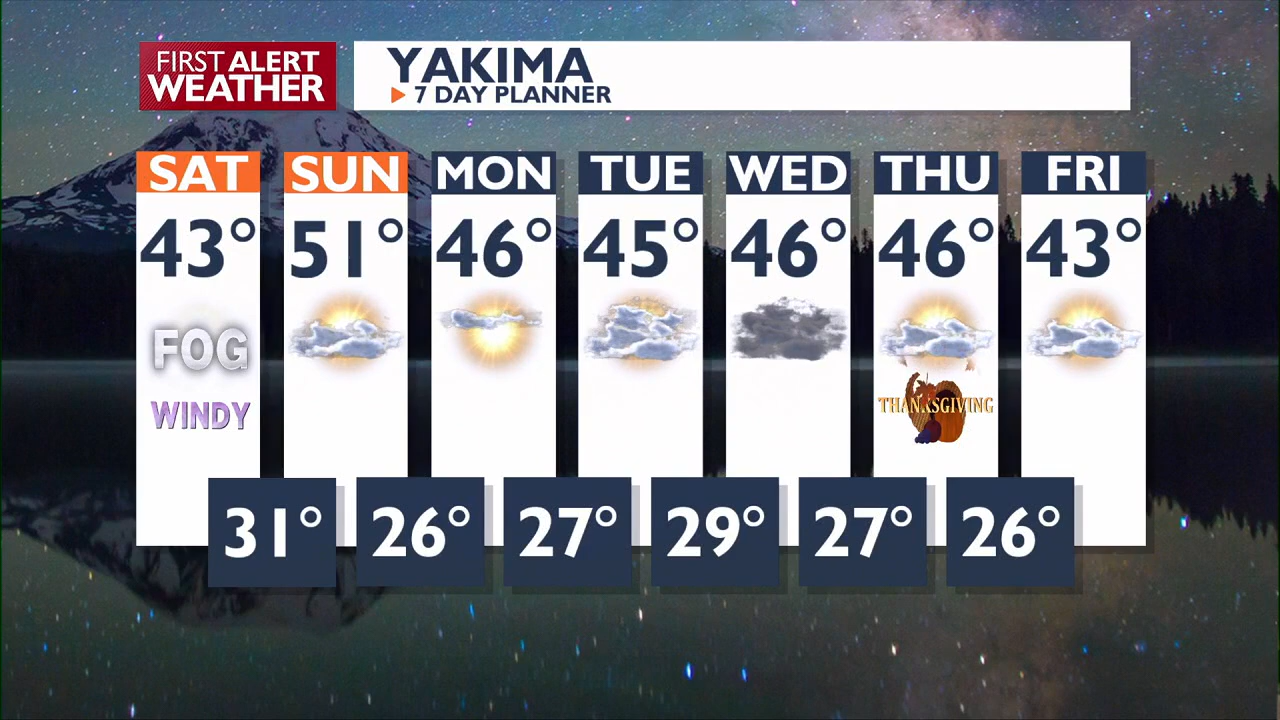 FIRST ALERT
WEATHER
YAKIMA
7 DAY PLANNER
SAT SUN MON TUE WED THU FRI
43° 51° 46° 45° 46° 46° 43°
FOG
WINDY
THANKSGIVING
31° 26° 27° 29° 27° 26°